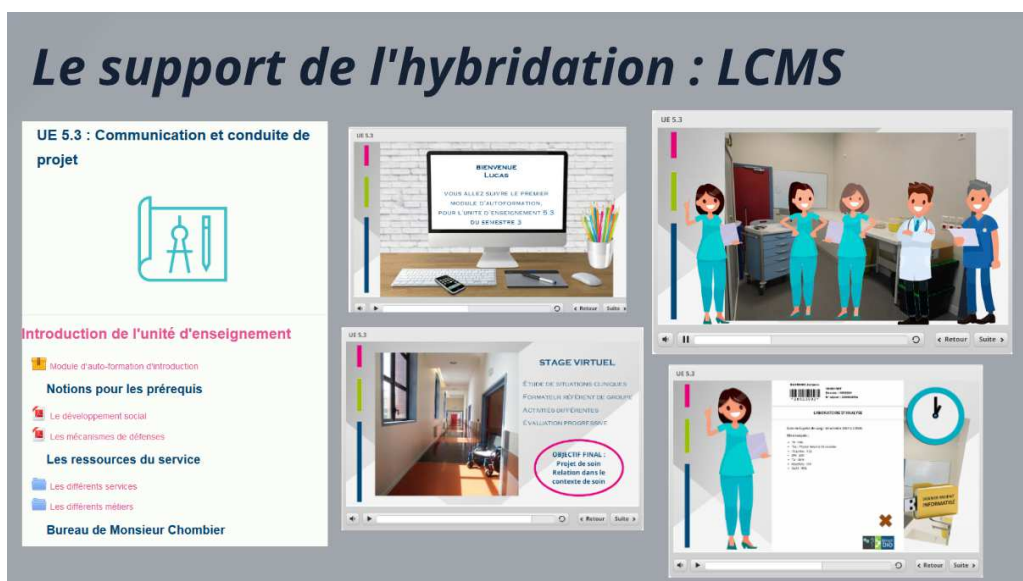 Le support de l'hybridation : LCMS
UE 5.3 : Communication et conduite de
projet
Introduction de l'unité d'enseignement
Module d'auto-formation d'introduction
Notions pour les prérequis
Le développement social
Les mécanismes de défenses
Les ressources du service
Les différents services
Les différents métiers
Bureau de Monsieur Chombier
UE 5.3
BIENVENUE
LUCAS
VOUS ALLEZ SUIVRE LE PREMIER
MODULE D'AUTOFORMATION,
POUR L'UNITÉ D'ENSEIGNEMENT 5.3
DU SEMESTRE 3
‹ Retour Suite ›
UE 5.3
STAGE VIRTUEL
ÉTUDE DE SITUATIONS CLINIQUES
FORMATEUR RÉFÉRENT DE GROUPE
ACTIVITÉS DIFFÉRENTES
ÉVALUATION PROGRESSIVE
OBJECTIF FINAL :
Projet de soin
Relation dans le
contexte de soin
‹ Retour Suite ›
UE 5.3
‹ Retour Suite ›
UE 5.3
LABORATOIRE D'ANALYSE
DOSSIER PATIENT
INFORMATISÉ
‹ Retour Suite ›